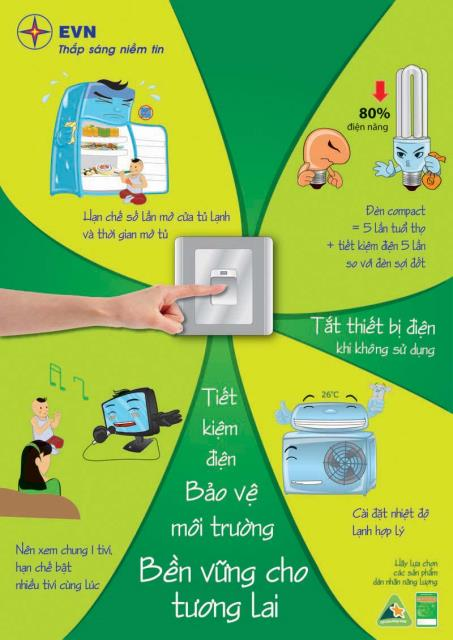 EVN
Thắp sáng niềm tin
80%
điện năng
Hạn chế số lần mở cửa tủ lạnh
và thời gian mở tủ
Đèn compact
= 5 lần tuổi thọ
+ tiết kiệm điện 5 lần
so với đèn sợi đốt
Tắt thiết bị điện
khi không sử dụng
26°C
Tiết
kiệm
điện
Bảo vệ
môi trường
Bền vững cho
tương lai
Cài đặt nhiệt độ
lạnh hợp lý
Nên xem chung 1 tivi,
hạn chế bật
nhiều tivi cùng lúc
Hãy lựa chọn
các sản phẩm
dán nhãn năng lượng